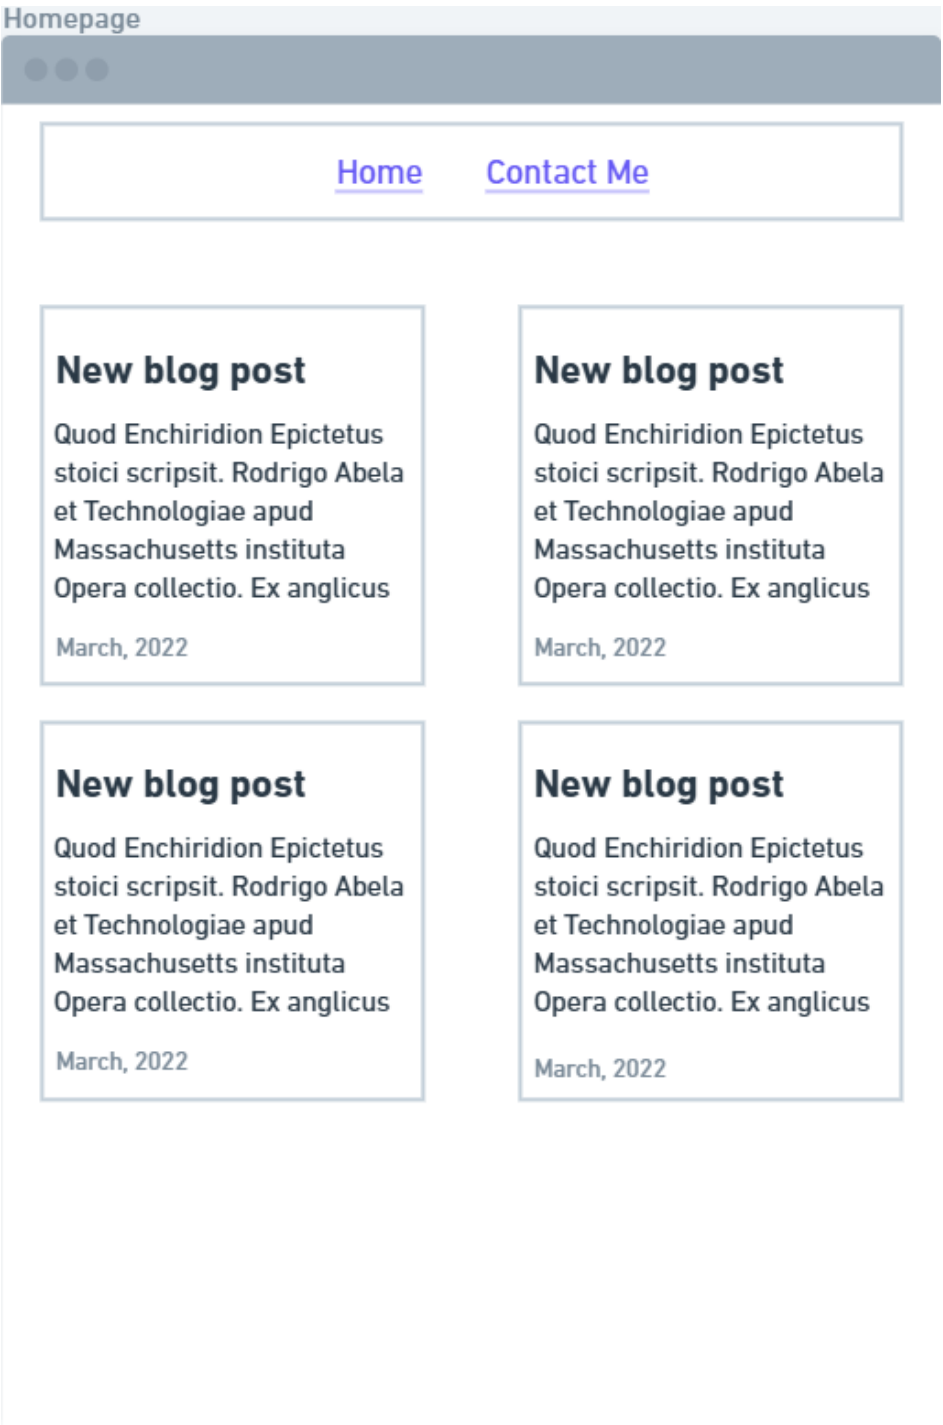 Homepage
Home Contact Me
New blog post
Quod Enchiridion Epictetus
stoici scripsit. Rodrigo Abela
et Technologiae apud
Massachusetts instituta
Opera collectio. Ex anglicus
March, 2022
New blog post
Quod Enchiridion Epictetus
stoici scripsit. Rodrigo Abela
et Technologiae apud
Massachusetts instituta
Opera collectio. Ex anglicus
March, 2022
New blog post
Quod Enchiridion Epictetus
stoici scripsit. Rodrigo Abela
et Technologiae apud
Massachusetts instituta
Opera collectio. Ex anglicus
March, 2022
New blog post
Quod Enchiridion Epictetus
stoici scripsit. Rodrigo Abela
et Technologiae apud
Massachusetts instituta
Opera collectio. Ex anglicus
March, 2022